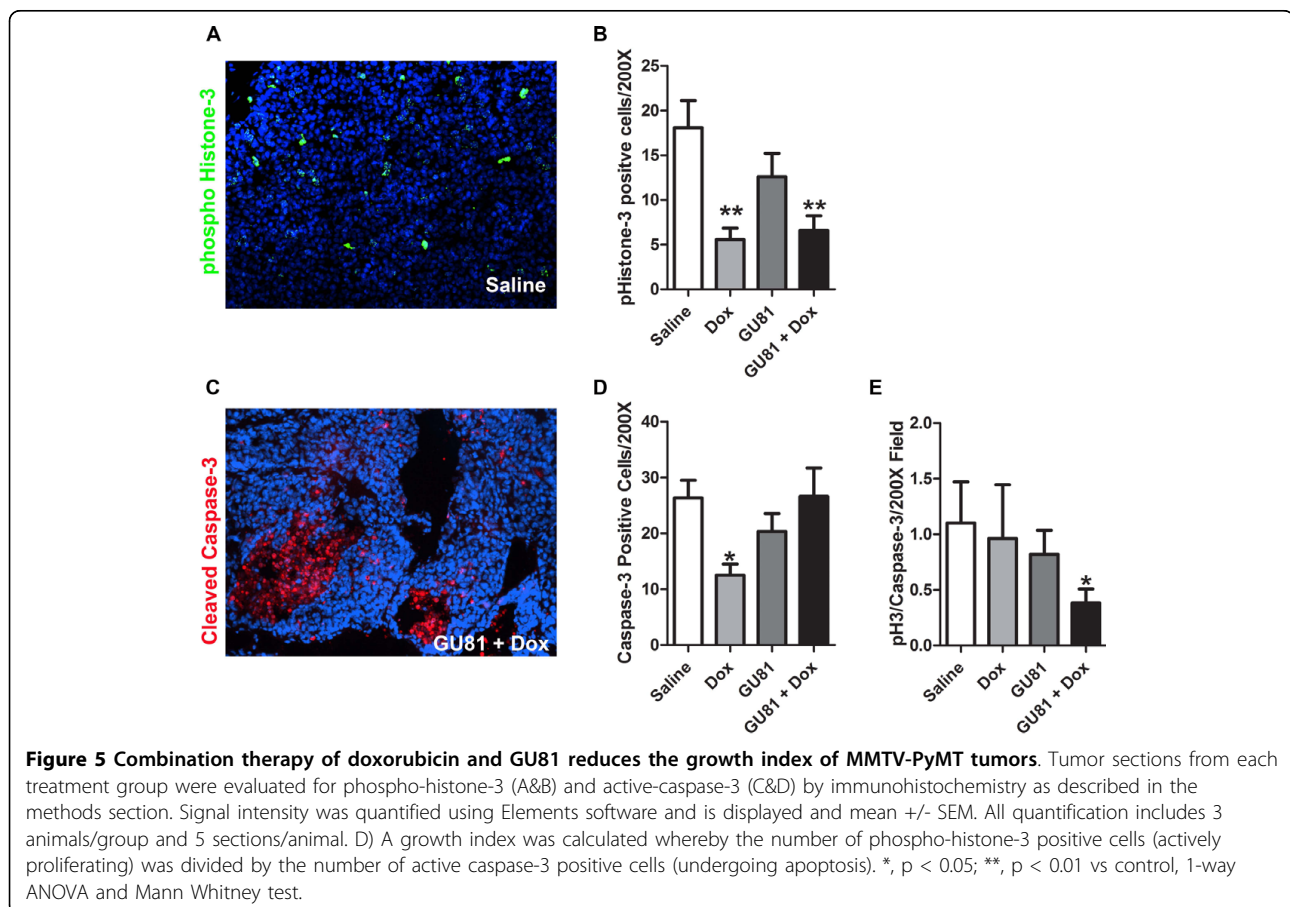 A
phospho Histone-3
Saline
B
pHistone-3 positve cells/200X
25
20
15
10
5
0
**
**
Saline
Dox
GU81
GU81 + Dox
C
Cleaved Caspase-3
GU81 + Dox
D
Caspase-3 Positive Cells/200X
40
30
20
10
0
*
Saline
Dox
GU81
GU81 + Dox
E
pH3/Caspase-3/200X Field
2.0
1.5
1.0
0.5
0.0
*
Saline
Dox
GU81
GU81 + Dox
Figure 5 Combination therapy of doxorubicin and GU81 reduces the growth index of MMTV-PyMT tumors. Tumor sections from each
treatment group were evaluated for phospho-histone-3 (A&B) and active-caspase-3 (C&D) by immunohistochemistry as described in the
methods section. Signal intensity was quantified using Elements software and is displayed and mean +/- SEM. All quantification includes 3
animals/group and 5 sections/animal. D) A growth index was calculated whereby the number of phospho-histone-3 positive cells (actively
proliferating) was divided by the number of active caspase-3 positive cells (undergoing apoptosis). *, p < 0.05; **, p < 0.01 vs control, 1-way
ANOVA and Mann Whitney test.